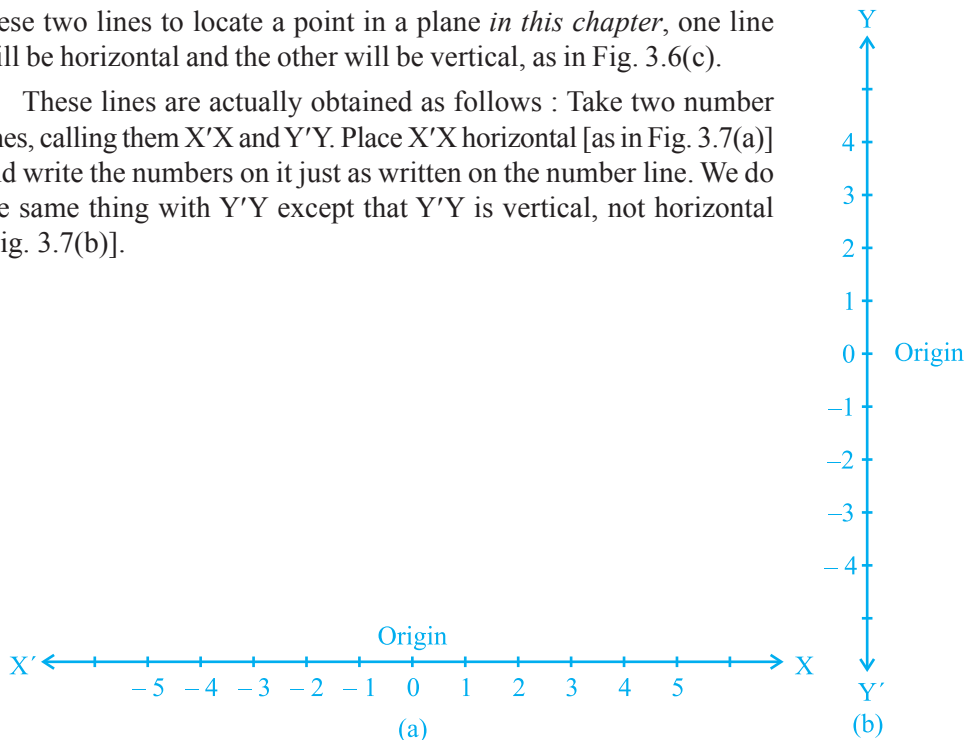 ese two lines to locate a point in a plane in this chapter, one line
ill be horizontal and the other will be vertical, as in Fig. 3.6(c).
These lines are actually obtained as follows : Take two number
nes, calling them X′X and Y′Y. Place X′X horizontal [as in Fig. 3.7(a)]
d write the numbers on it just as written on the number line. We do
e same thing with Y′Y except that Y′Y is vertical, not horizontal
ig. 3.7(b)].
Y
4
3
2
1
0 Origin
–1
–2
–3
– 4
Y′
(b)
Origin
X′ X
– 5 – 4 – 3 – 2 – 1 0 1 2 3 4 5
(a)